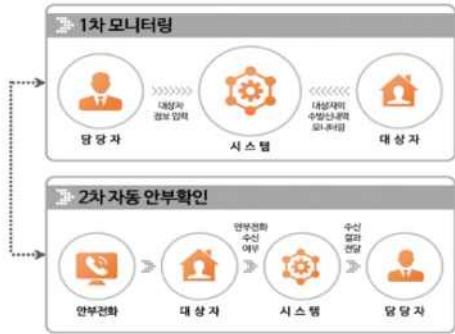 1차 모니터링
대상자
정보 입력
대상자의
수발신내역
모니터링
담당자
시스템
대상자
2차 자동 안부확인
안부전화
수신
여부
수신
결과
전달
안부전화
대상자
시스템
담당자